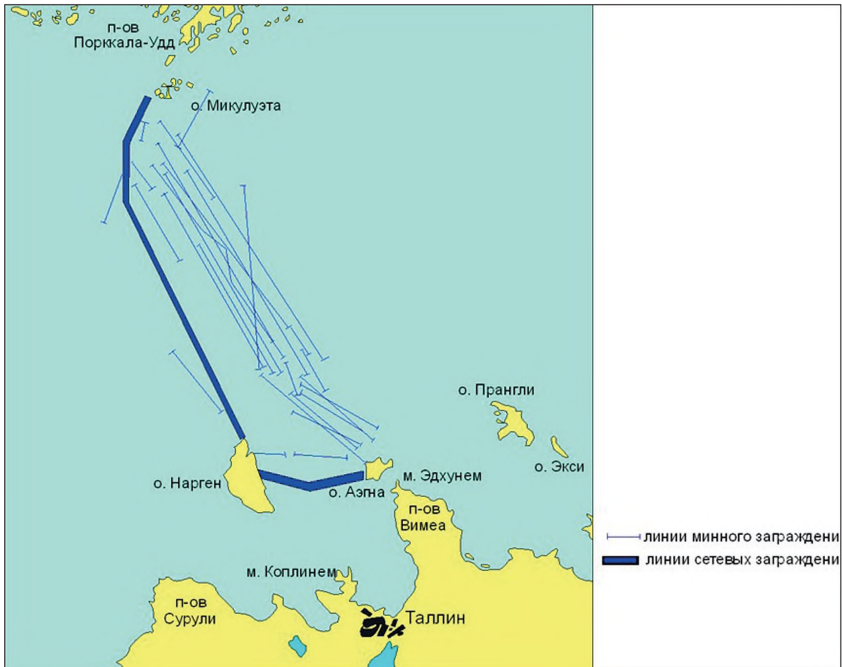 п-ов
Порккала-Удд
о. Микулуэта
о. Прангли
о. Экси
м. Эдхунем
о. Нарген
о. Аэгна
п-ов
Вимеа
линии минного заграждени
линии сетевых заграждени
м. Коплинем
п-ов
Сурули
Таллин